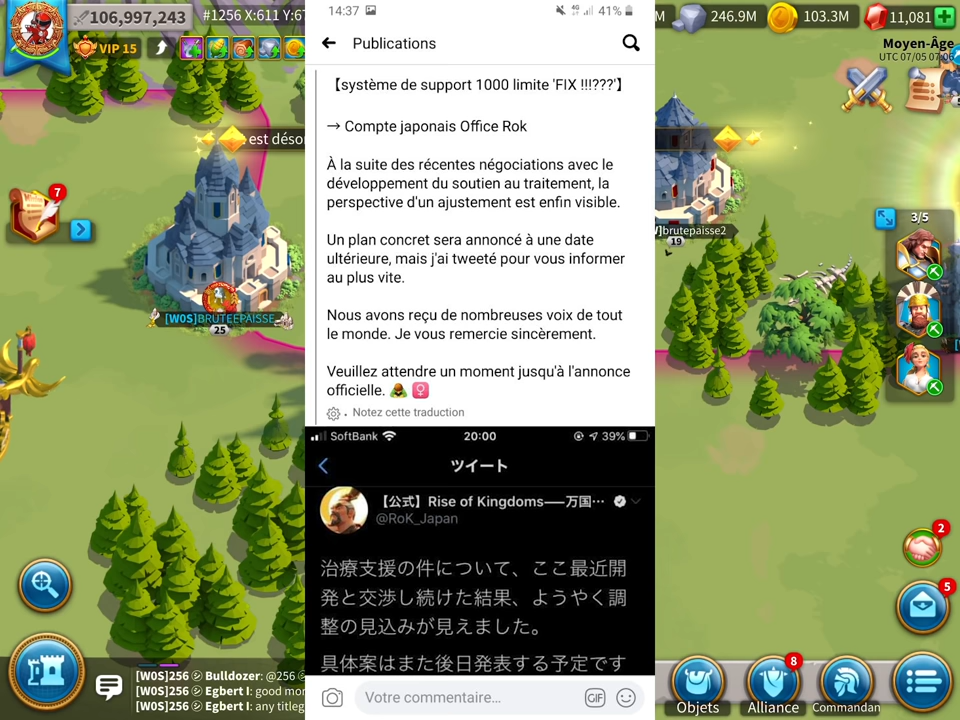 106,997,243
#1256 X:611 Y:67
VIP 15
est désor
7
[W0S]BRUTEEPAISSE
25
[W0S]256 Bulldozer: @256
[W0S]256 Egbert I: good mor
[W0S]256 Egbert I: any titleg
14:37
4G
41%
Publications
【système de support 1000 limite 'FIX !!!???'】
→ Compte japonais Office Rok
À la suite des récentes négociations avec le
développement du soutien au traitement, la
perspective d'un ajustement est enfin visible.
Un plan concret sera annoncé à une date
ultérieure, mais j'ai tweeté pour vous informer
au plus vite.
Nous avons reçu de nombreuses voix de tout
le monde. Je vous remercie sincèrement.
Veuillez attendre un moment jusqu'à l'annonce
officielle.
· Notez cette traduction
SoftBank
20:00
39%
ツイート
【公式】Rise of Kingdoms—万国…
@RoK_Japan
治療支援の件について、ここ最近開
発と交渉し続けた結果、ようやく調
整の見込みが見えました。
具体案はまた後日発表する予定です
Votre commentaire...
GIF
M
246.9M
103.3M
11,081
Moyen-Âge
UTC 07/05
3/5
]brutepaisse2
19
2
5
8
Objets
Alliance
Commandan